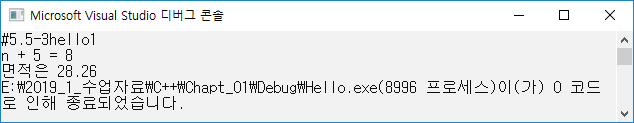 Microsoft Visual Studio 디버그 콘솔
#5.5-3hello1
n + 5 = 8
면적은 28.26
E:\2019_1_수업자료\C++\Chapt_01\Debug\Hello.exe(8996 프로세스)이(가) 0 코드
로 인해 종료되었습니다.